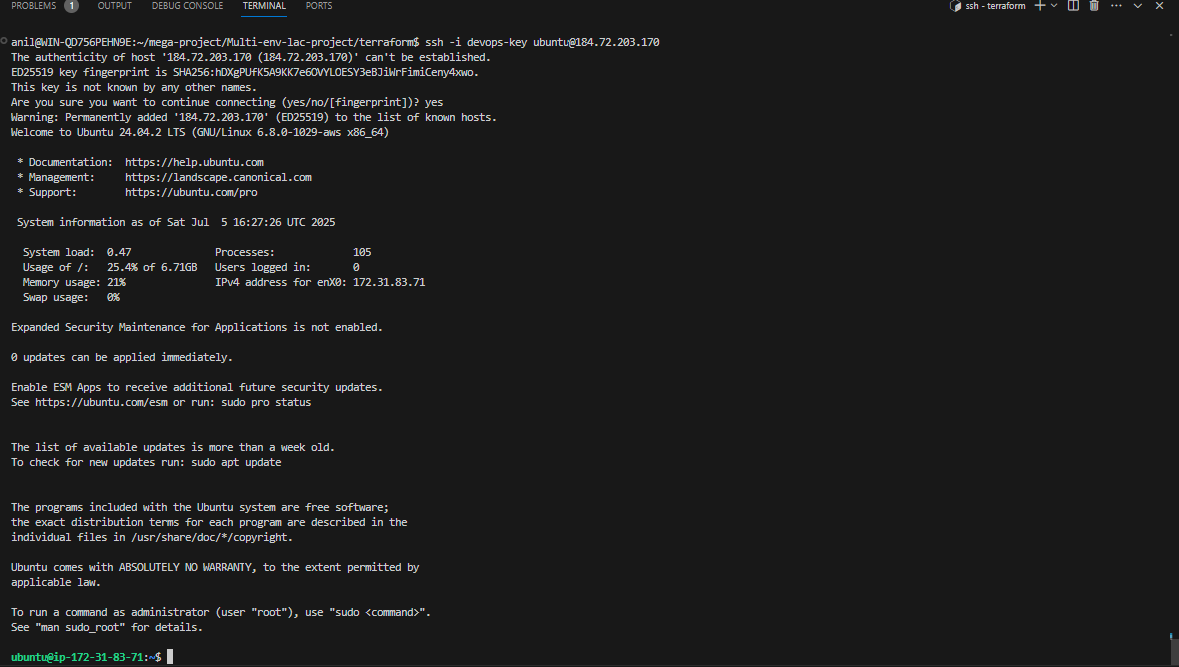 PROBLEMS 1 OUTPUT DEBUG CONSOLE TERMINAL PORTS ssh - terraform
anil@WIN-QD756PEHN9E:~/mega-project/Multi-env-lac-project/terraform$ ssh -i devops-key ubuntu@184.72.203.170
The authenticity of host '184.72.203.170 (184.72.203.170)' can't be established.
ED25519 key fingerprint is SHA256:hDXgPUfK5A9KK7e6OVYLOESY3eBJiWrFimiCeny4xwo.
This key is not known by any other names.
Are you sure you want to continue connecting (yes/no/[fingerprint])? yes
Warning: Permanently added '184.72.203.170' (ED25519) to the list of known hosts.
Welcome to Ubuntu 24.04.2 LTS (GNU/Linux 6.8.0-1029-aws x86_64)
* Documentation: https://help.ubuntu.com
* Management: https://landscape.canonical.com
* Support: https://ubuntu.com/pro
System information as of Sat Jul 5 16:27:26 UTC 2025
System load: 0.47 Processes: 105
Usage of /: 25.4% of 6.71GB Users logged in: 0
Memory usage: 21% IPv4 address for enX0: 172.31.83.71
Swap usage: 0%
Expanded Security Maintenance for Applications is not enabled.
0 updates can be applied immediately.
Enable ESM Apps to receive additional future security updates.
See https://ubuntu.com/esm or run: sudo pro status
The list of available updates is more than a week old.
To check for new updates run: sudo apt update
The programs included with the Ubuntu system are free software;
the exact distribution terms for each program are described in the
individual files in /usr/share/doc/*/copyright.
Ubuntu comes with ABSOLUTELY NO WARRANTY, to the extent permitted by
applicable law.
To run a command as administrator (user "root"), use "sudo <command>".
See "man sudo_root" for details.
ubuntu@ip-172-31-83-71:~$